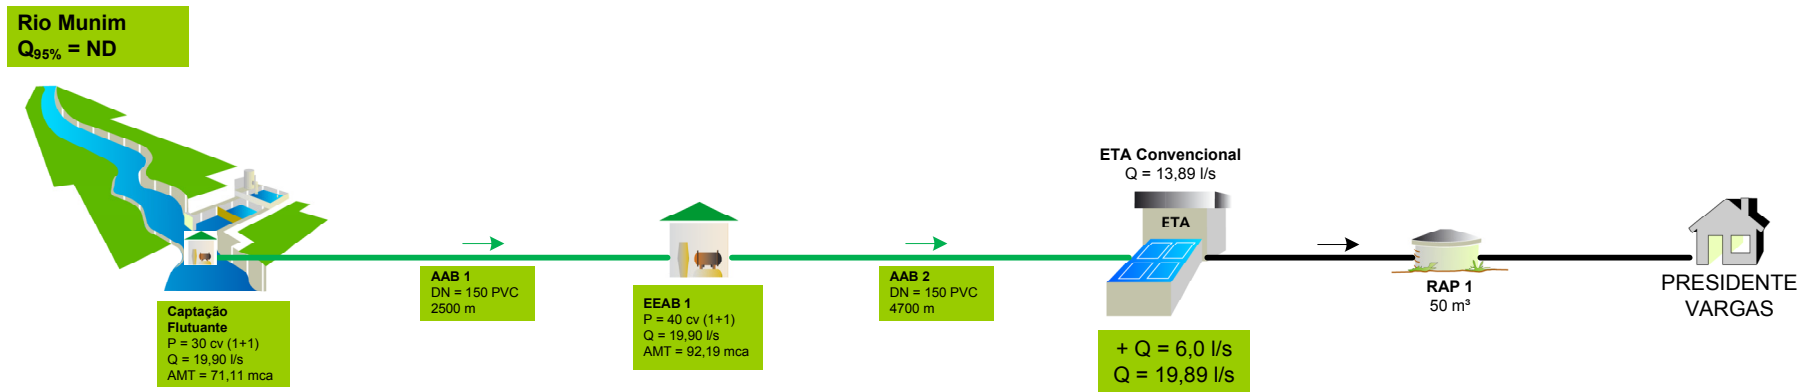 Rio Munim
Q95% = ND
ETA Convencional
Q = 13,89 l/s
ETA
AAB 1
DN = 150 PVC
2500 m
AAB 2
DN = 150 PVC
4700 m
RAP 1
50 m³
PRESIDENTE
VARGAS
Captação
Flutuante
P = 30 cv (1+1)
Q = 19,90 l/s
AMT = 71,11 mca
EEAB 1
P = 40 cv (1+1)
Q = 19,90 l/s
AMT = 92,19 mca
+ Q = 6,0 l/s
Q = 19,89 l/s